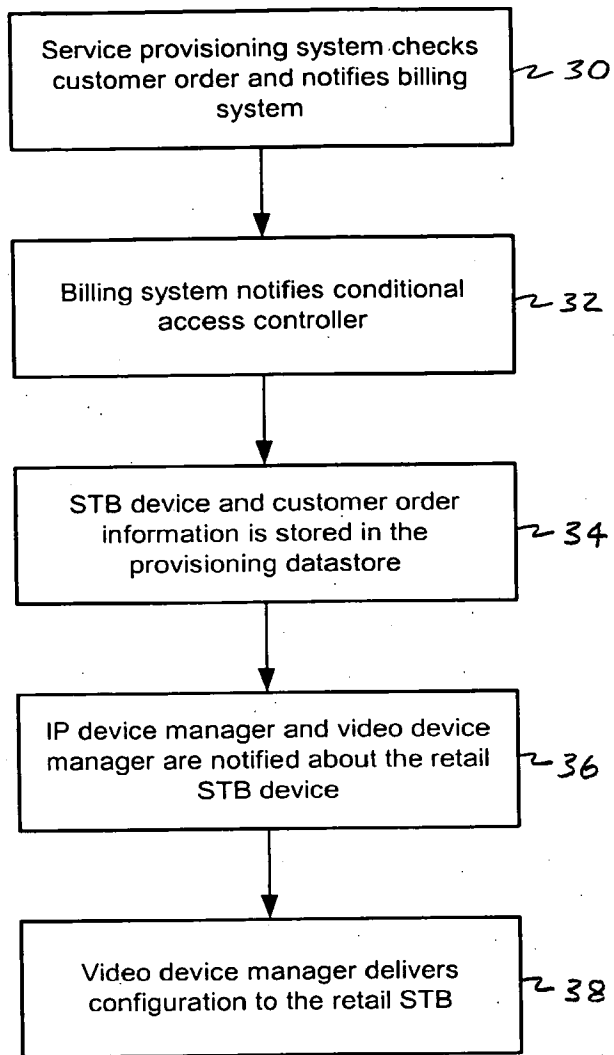 Service provisioning system checks
customer order and notifies billing
system
30
Billing system notifies conditional
access controller
32
STB device and customer order
information is stored in the
provisioning datastore
34
IP device manager and video device
manager are notified about the retail
STB device
36
Video device manager delivers
configuration to the retail STB
38